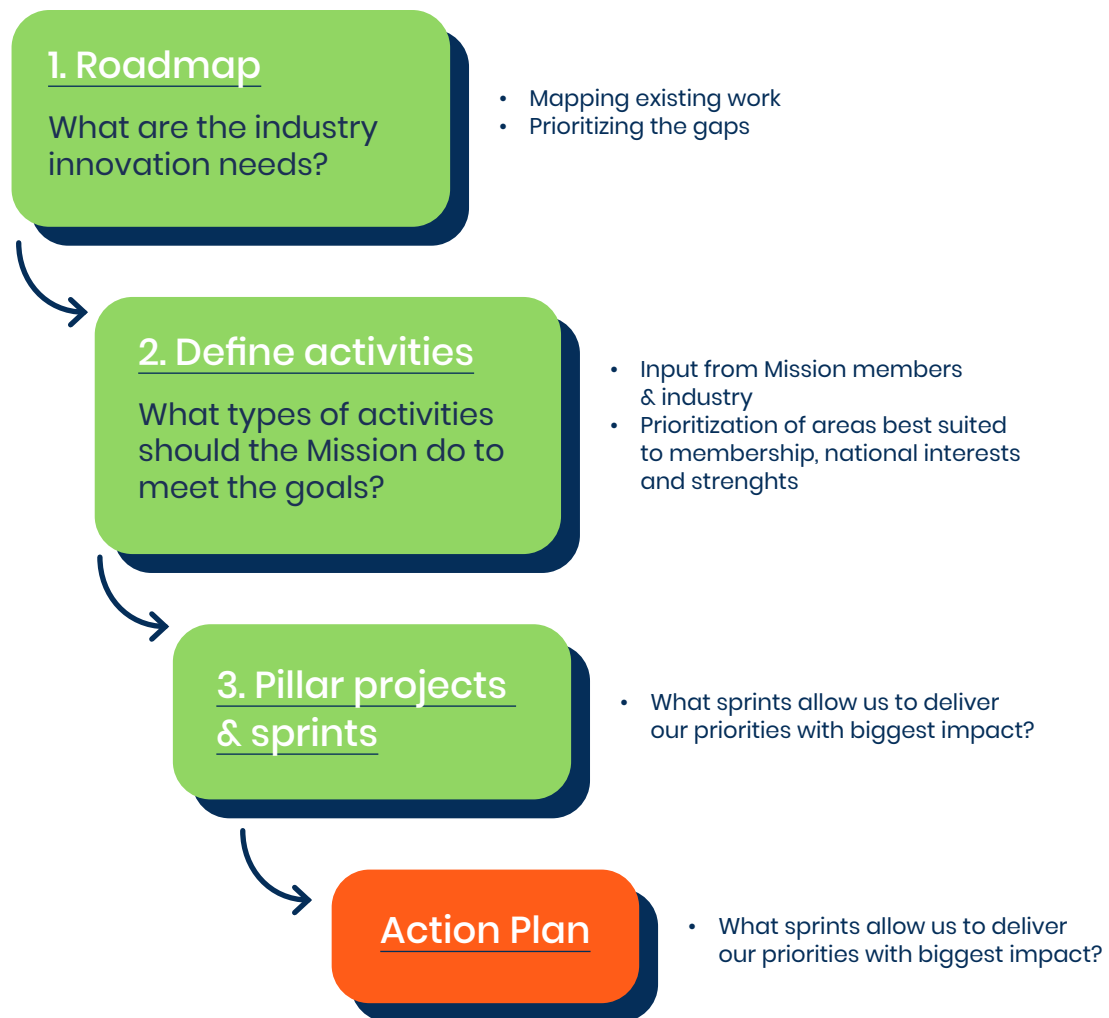 1. Roadmap
What are the industry
innovation needs?
• Mapping existing work
• Prioritizing the gaps
2. Define activities
What types of activities
should the Mission do to
meet the goals?
• Input from Mission members
& industry
• Prioritization of areas best suited
to membership, national interests
and strenghts
3. Pillar projects
& sprints
• What sprints allow us to deliver
our priorities with biggest impact?
Action Plan
• What sprints allow us to deliver
our priorities with biggest impact?